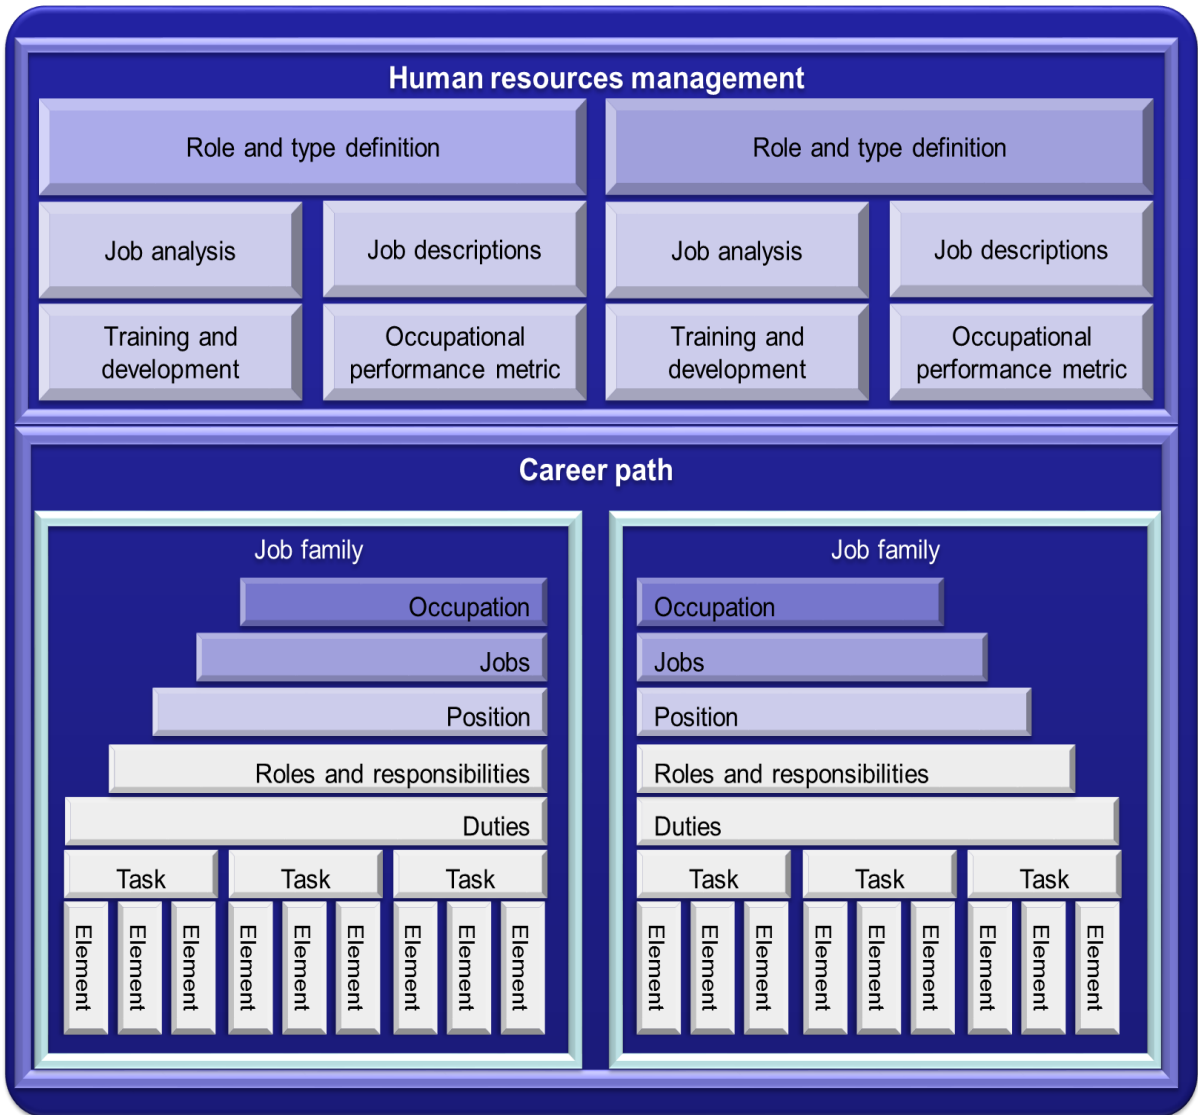 Human resources management
Role and type definition
Role and type definition
Job analysis
Job descriptions
Job analysis
Job descriptions
Training and
development
Occupational
performance metric
Training and
development
Occupational
performance metric
Career path
Job family
Occupation
Jobs
Position
Roles and responsibilities
Duties
Task
Task
Task
Element
Element
Element
Element
Element
Element
Element
Element
Element
Job family
Occupation
Jobs
Position
Roles and responsibilities
Duties
Task
Task
Task
Element
Element
Element
Element
Element
Element
Element
Element
Element